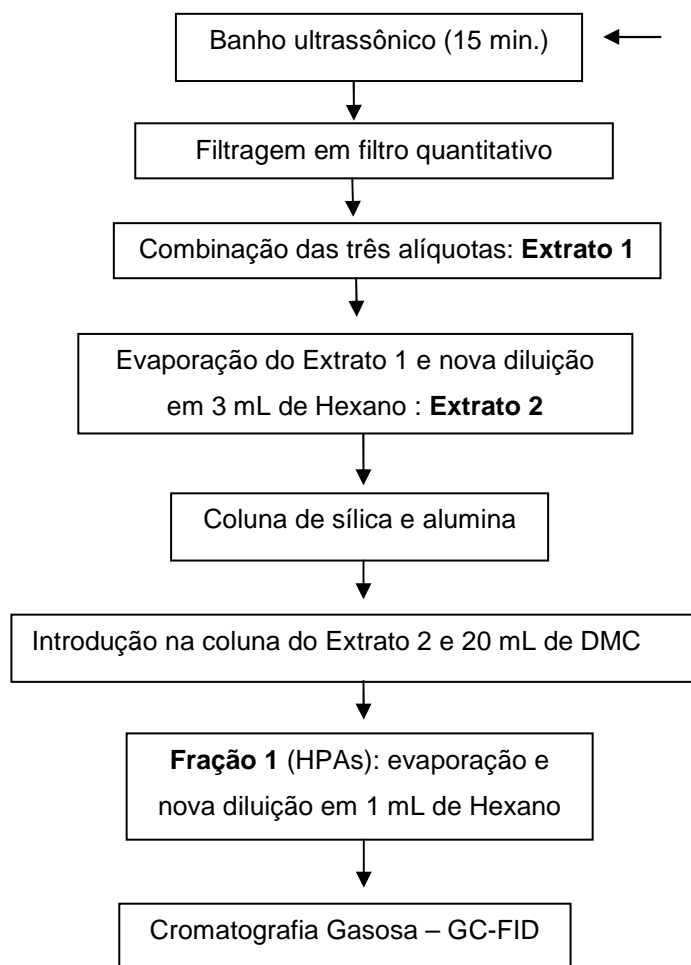 Banho ultrassônico (15 min.)
Filtragem em filtro quantitativo
Combinação das três alíquotas: Extrato 1
Evaporação do Extrato 1 e nova diluição
em 3 mL de Hexano : Extrato 2
Coluna de sílica e alumina
Introdução na coluna do Extrato 2 e 20 mL de DMC
Fração 1 (HPAs): evaporação e
nova diluição em 1 mL de Hexano
Cromatografia Gasosa – GC-FID